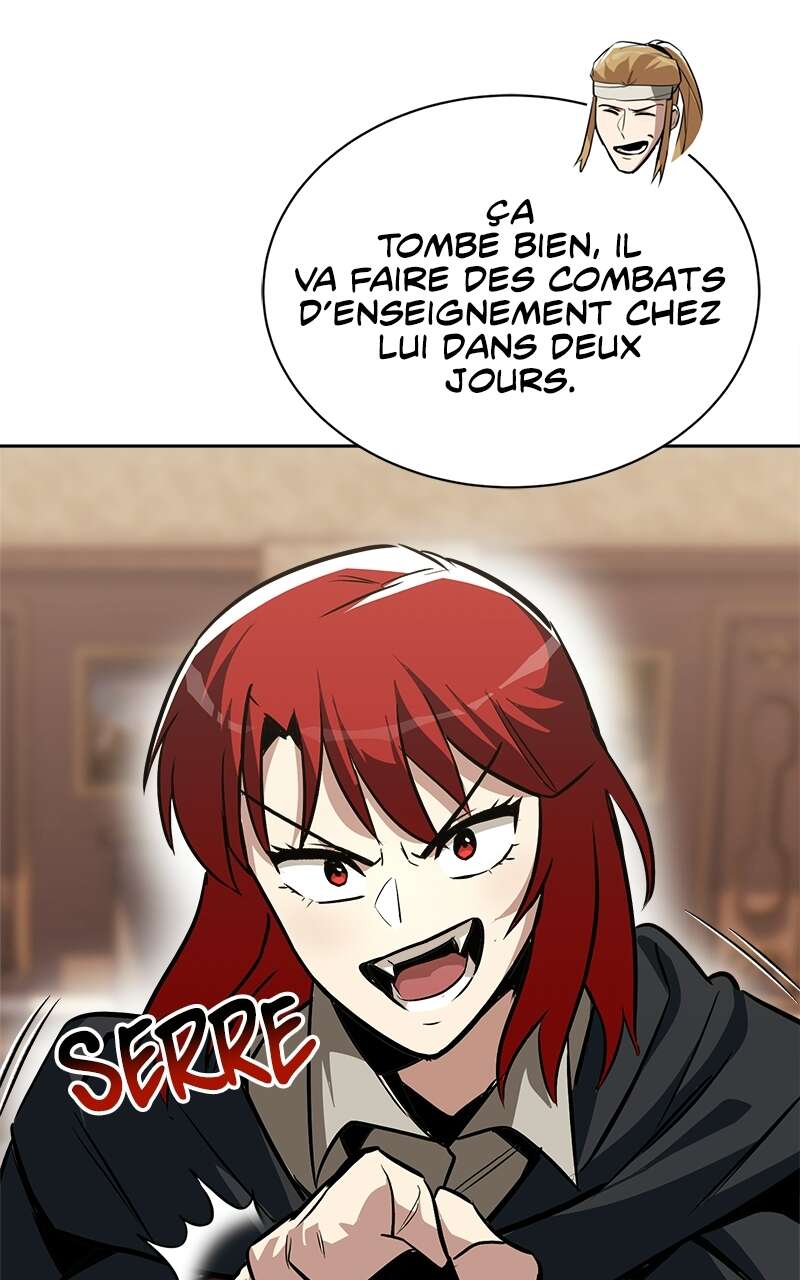 ÇA
TOMBE BIEN, IL
VA FAIRE DES COMBATS
D'ENSEIGNEMENT CHEZ
LUI DANS DEUX
JOURS.
SERRE